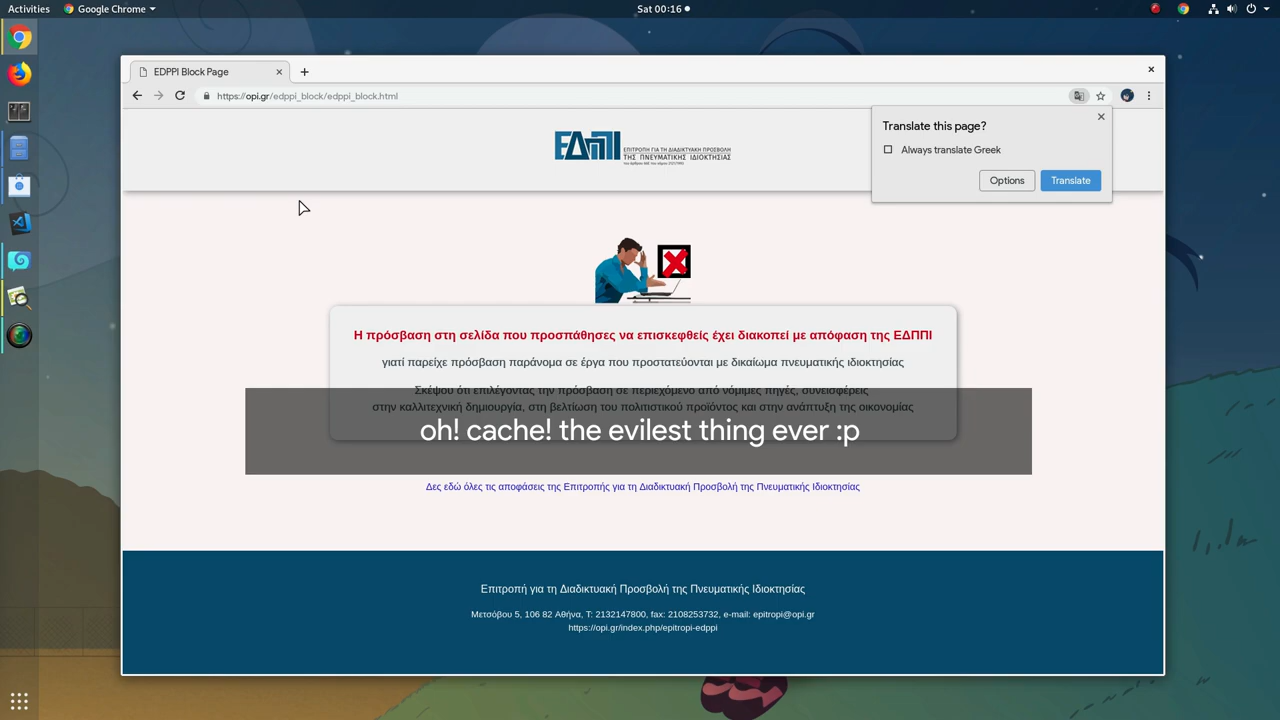 Activities
Google Chrome
Sat 00:16
EDPPI Block Page
https://opi.gr/edppi_block/edppi_block.html
Translate this page?
Always translate Greek
Options
Translate
ΕΔΠΠΙ
ΕΠΙΤΡΟΠΗ ΓΙΑ ΤΗ ΔΙΑΔΙΚΤΥΑΚΗ ΠΡΟΣΒΟΛΗ
ΤΗΣ ΠΝΕΥΜΑΤΙΚΗΣ ΙΔΙΟΚΤΗΣΙΑΣ
Η πρόσβαση στη σελίδα που προσπάθησες να επισκεφθείς έχει διακοπεί με απόφαση της ΕΔΠΠΙ
γιατί παρείχε πρόσβαση παράνομα σε έργα που προστατεύονται με δικαίωμα πνευματικής ιδιοκτησίας
Σκέψου ότι επιλέγοντας την πρόσβαση σε περιεχόμενο από νόμιμες πηγές, συνεισφέρεις
στην καλλιτεχνική δημιουργία, στη βελτίωση του πολιτιστικού προϊόντος και στην ανάπτυξη της οικονομίας
oh! cache! the evilest thing ever :p
Δες εδώ όλες τις αποφάσεις της Επιτροπής για τη Διαδικτυακή Προσβολή της Πνευματικής Ιδιοκτησίας
Επιτροπή για τη Διαδικτυακή Προσβολή της Πνευματικής Ιδιοκτησίας
Μετσόβου 5, 106 82 Αθήνα, Τ: 2132147800, fax: 2108253732, e-mail: epitropi@opi.gr
https://opi.gr/index.php/epitropi-edppi